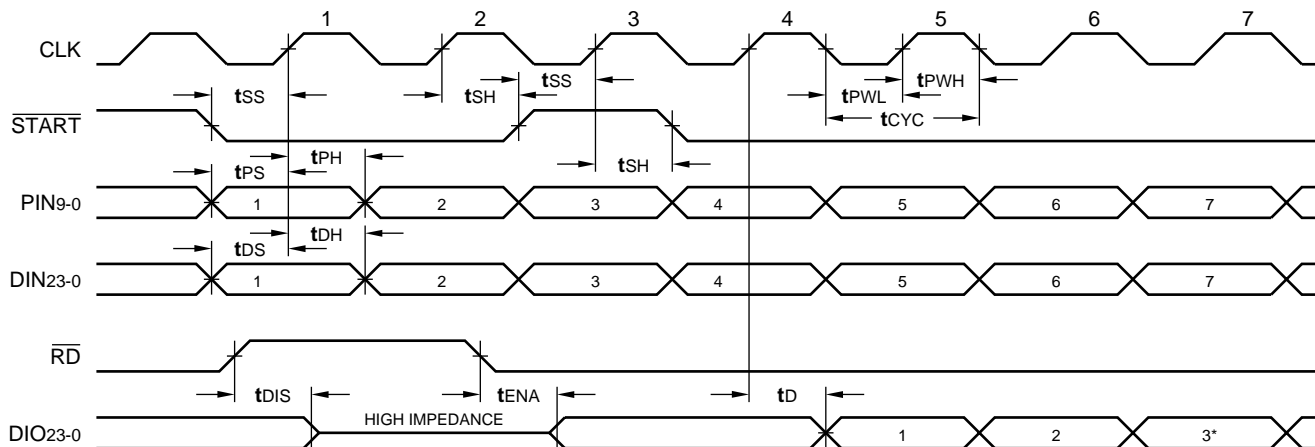 1 2 3 4 5 6 7
CLK
tSS tSH tSS tPWL tPWH
tCYC
START
tPS tPH tSH
PIN9-0 1 2 3 4 5 6 7
tDS tDH
DIN23-0 1 2 3 4 5 6 7
RD
tDIS tENA tD
HIGH IMPEDANCE
DIO23-0 1 2 3*